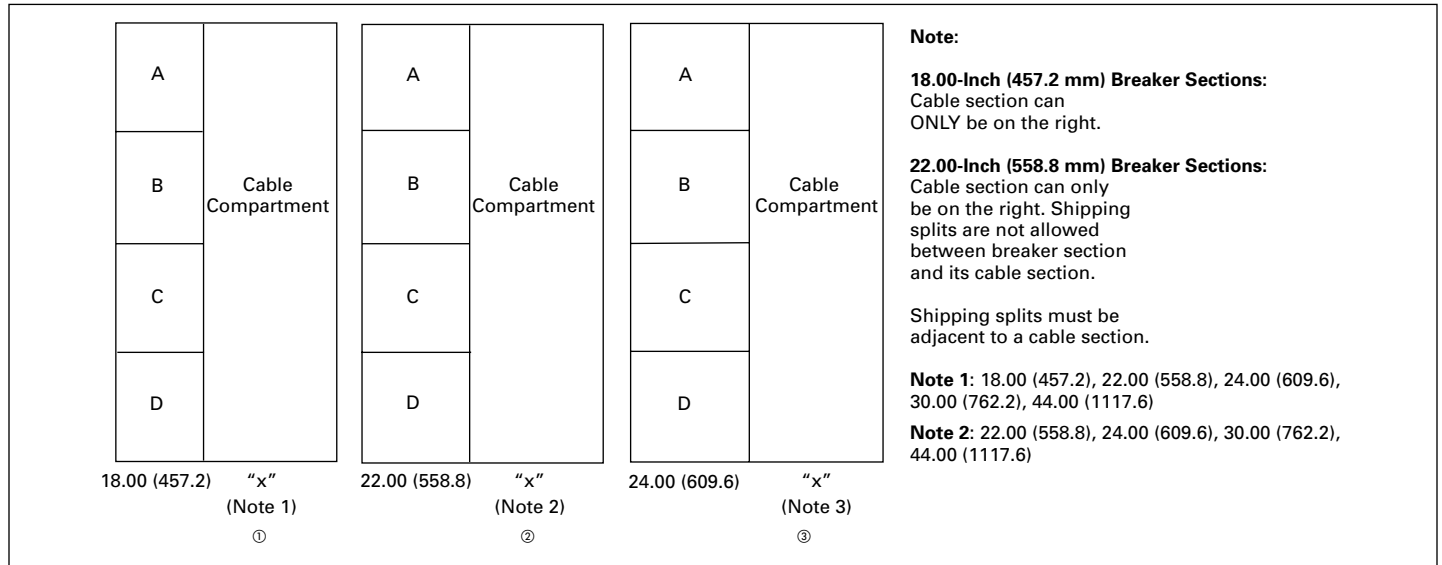 A
B
C
D
Cable
Compartment
18.00 (457.2)
“x”
(Note 1)
①
A
B
C
D
Cable
Compartment
22.00 (558.8)
“x”
(Note 2)
②
A
B
C
D
Cable
Compartment
24.00 (609.6)
“x”
(Note 3)
③
Note:
18.00-Inch (457.2 mm) Breaker Sections:
Cable section can
ONLY be on the right.
22.00-Inch (558.8 mm) Breaker Sections:
Cable section can only
be on the right. Shipping
splits are not allowed
between breaker section
and its cable section.
Shipping splits must be
adjacent to a cable section.
Note 1: 18.00 (457.2), 22.00 (558.8), 24.00 (609.6),
30.00 (762.2), 44.00 (1117.6)
Note 2: 22.00 (558.8), 24.00 (609.6), 30.00 (762.2),
44.00 (1117.6)